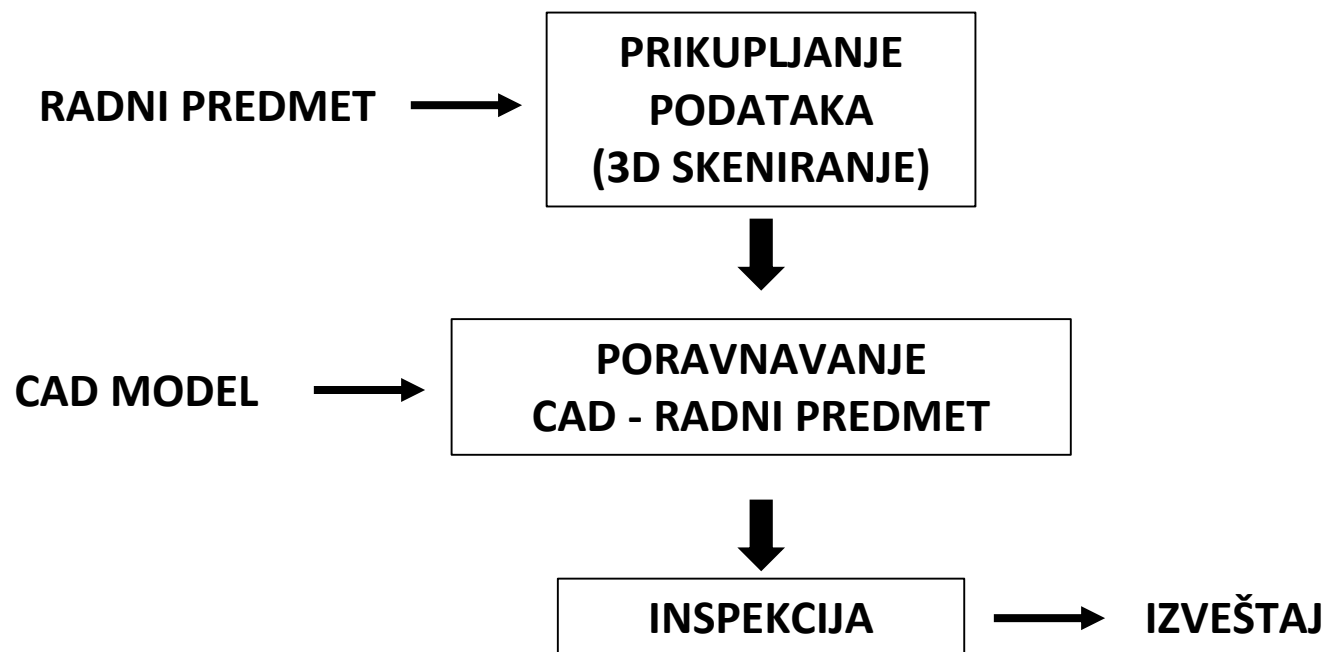 PRIKUPLJANJE
PODATAKA
(3D SKENIRANJE)
RADNI PREDMET
PORAVNAVANJE
CAD - RADNI PREDMET
CAD MODEL
INSPEKCIJA
IZVEŠTAJ